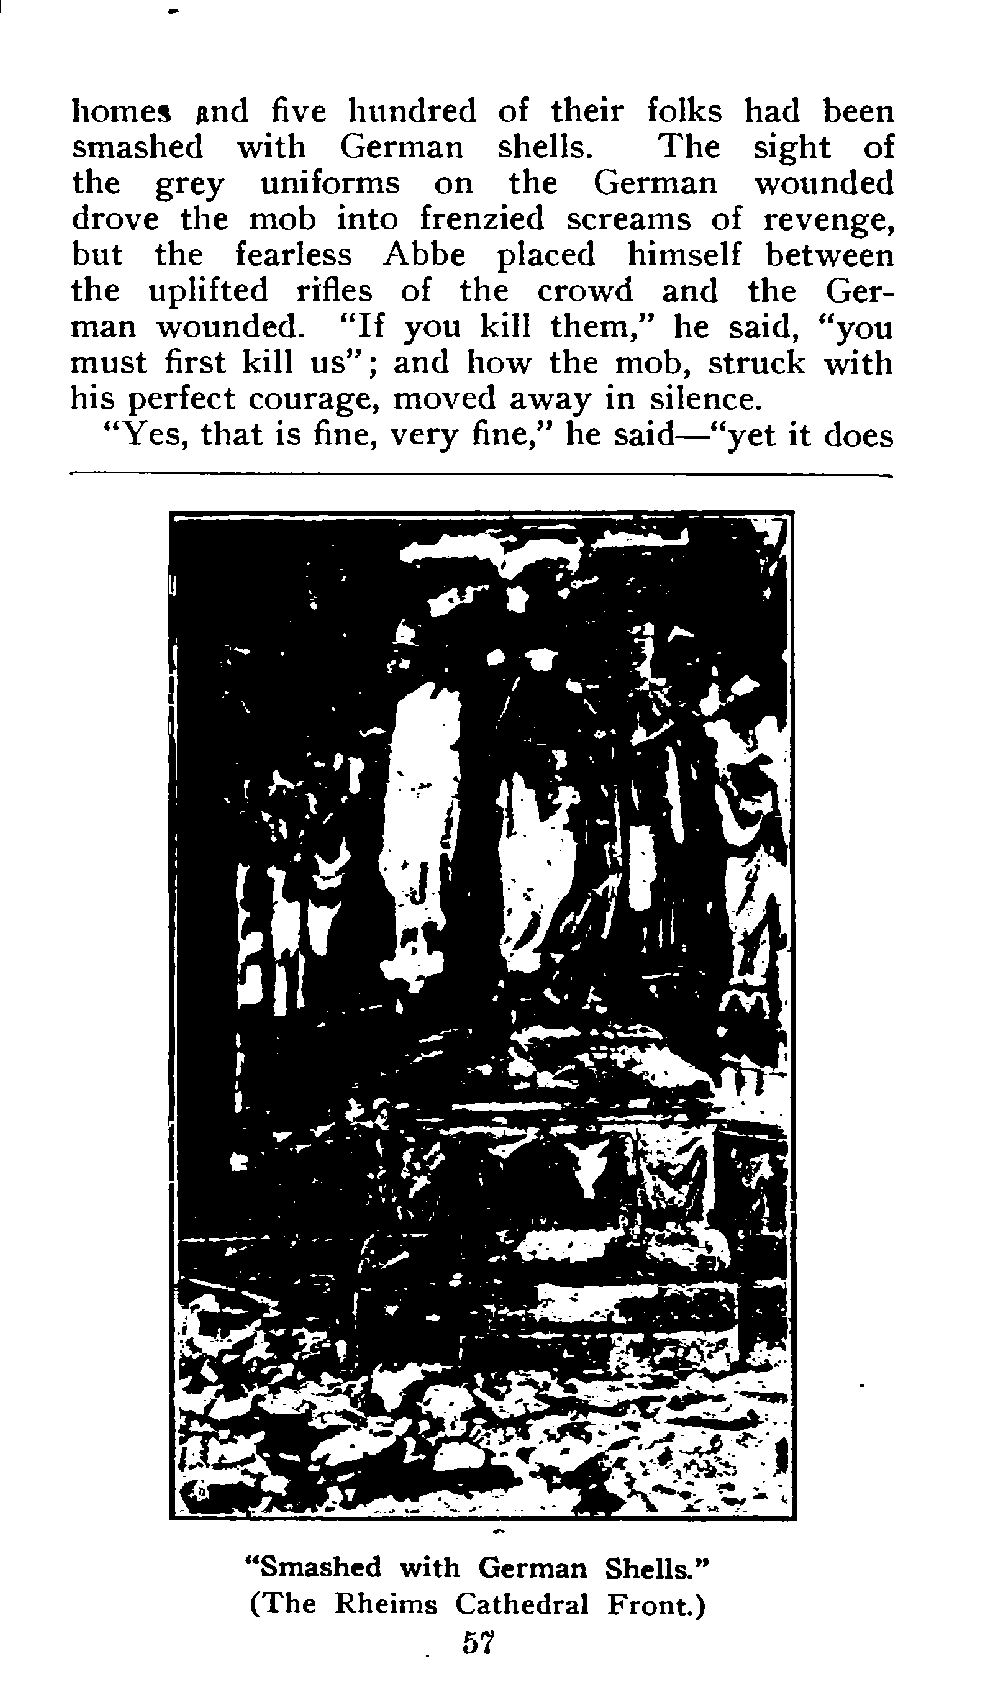 homes and five hundred of their folks had been
smashed with German shells. The sight of
the grey uniforms on the German wounded
drove the mob into frenzied screams of revenge,
but the fearless Abbe placed himself between
the uplifted rifles of the crowd and the Ger-
man wounded. “If you kill them,” he said, “you
must first kill us”; and how the mob, struck with
his perfect courage, moved away in silence.
“Yes, that is fine, very fine,” he said—“yet it does
“Smashed with German Shells.”
(The Rheims Cathedral Front.)
57